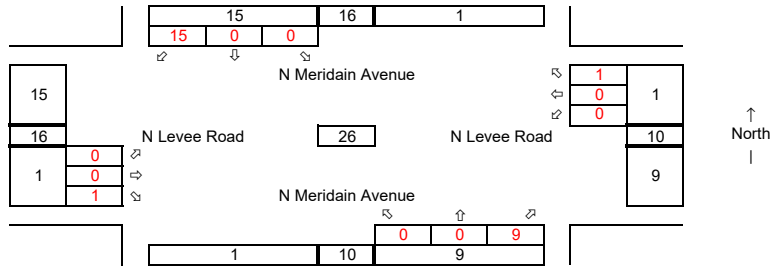 15 16 1
15 0 0
⬃ ⇩ ⬂
N Meridain Avenue
⬁ 1
15 ⇦ 0 1 ↑
⬃ 0
16 N Levee Road 26 N Levee Road 10 North
0 ⬀
1 0 ⇨ 9 |
1 ⬂
N Meridain Avenue
⬁ ⇧ ⬀
0 0 9
1 10 9